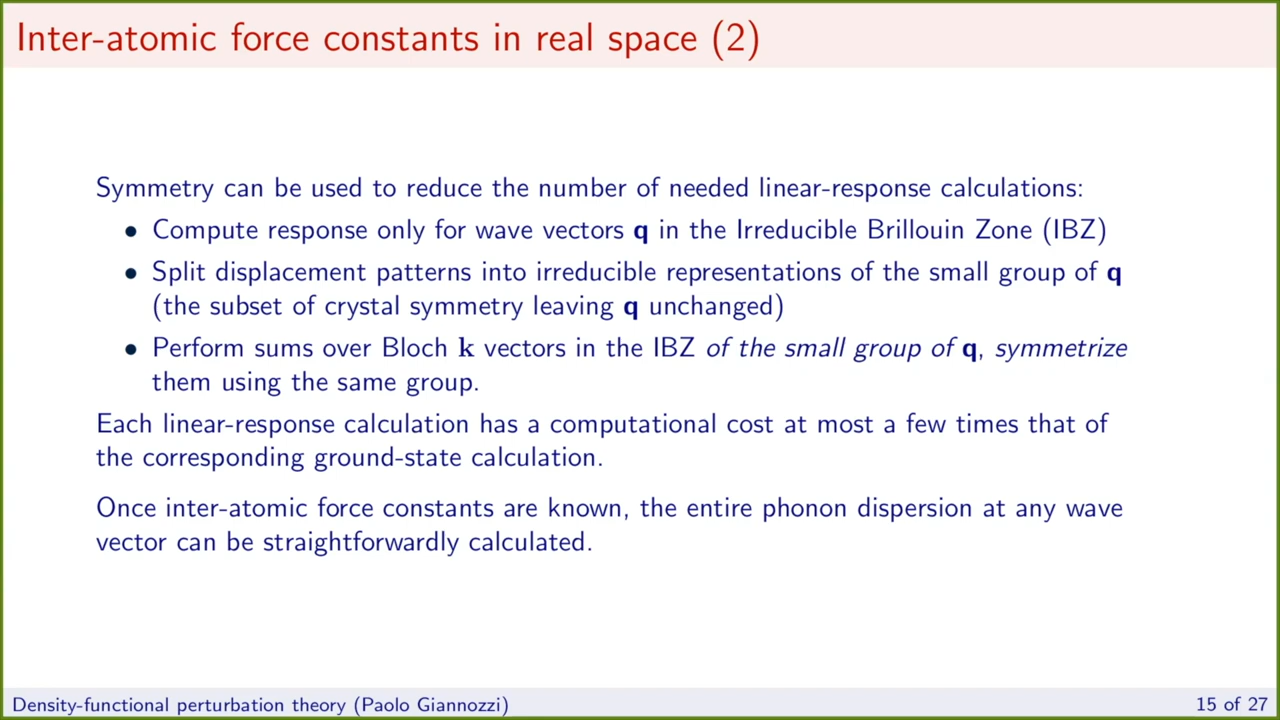 Inter-atomic force constants in real space (2)
Symmetry can be used to reduce the number of needed linear-response calculations:
• Compute response only for wave vectors q in the Irreducible Brillouin Zone (IBZ)
• Split displacement patterns into irreducible representations of the small group of q
(the subset of crystal symmetry leaving q unchanged)
• Perform sums over Bloch k vectors in the IBZ of the small group of q, symmetrize
them using the same group.
Each linear-response calculation has a computational cost at most a few times that of
the corresponding ground-state calculation.
Once inter-atomic force constants are known, the entire phonon dispersion at any wave
vector can be straightforwardly calculated.
Density-functional perturbation theory (Paolo Giannozzi)
15 of 27